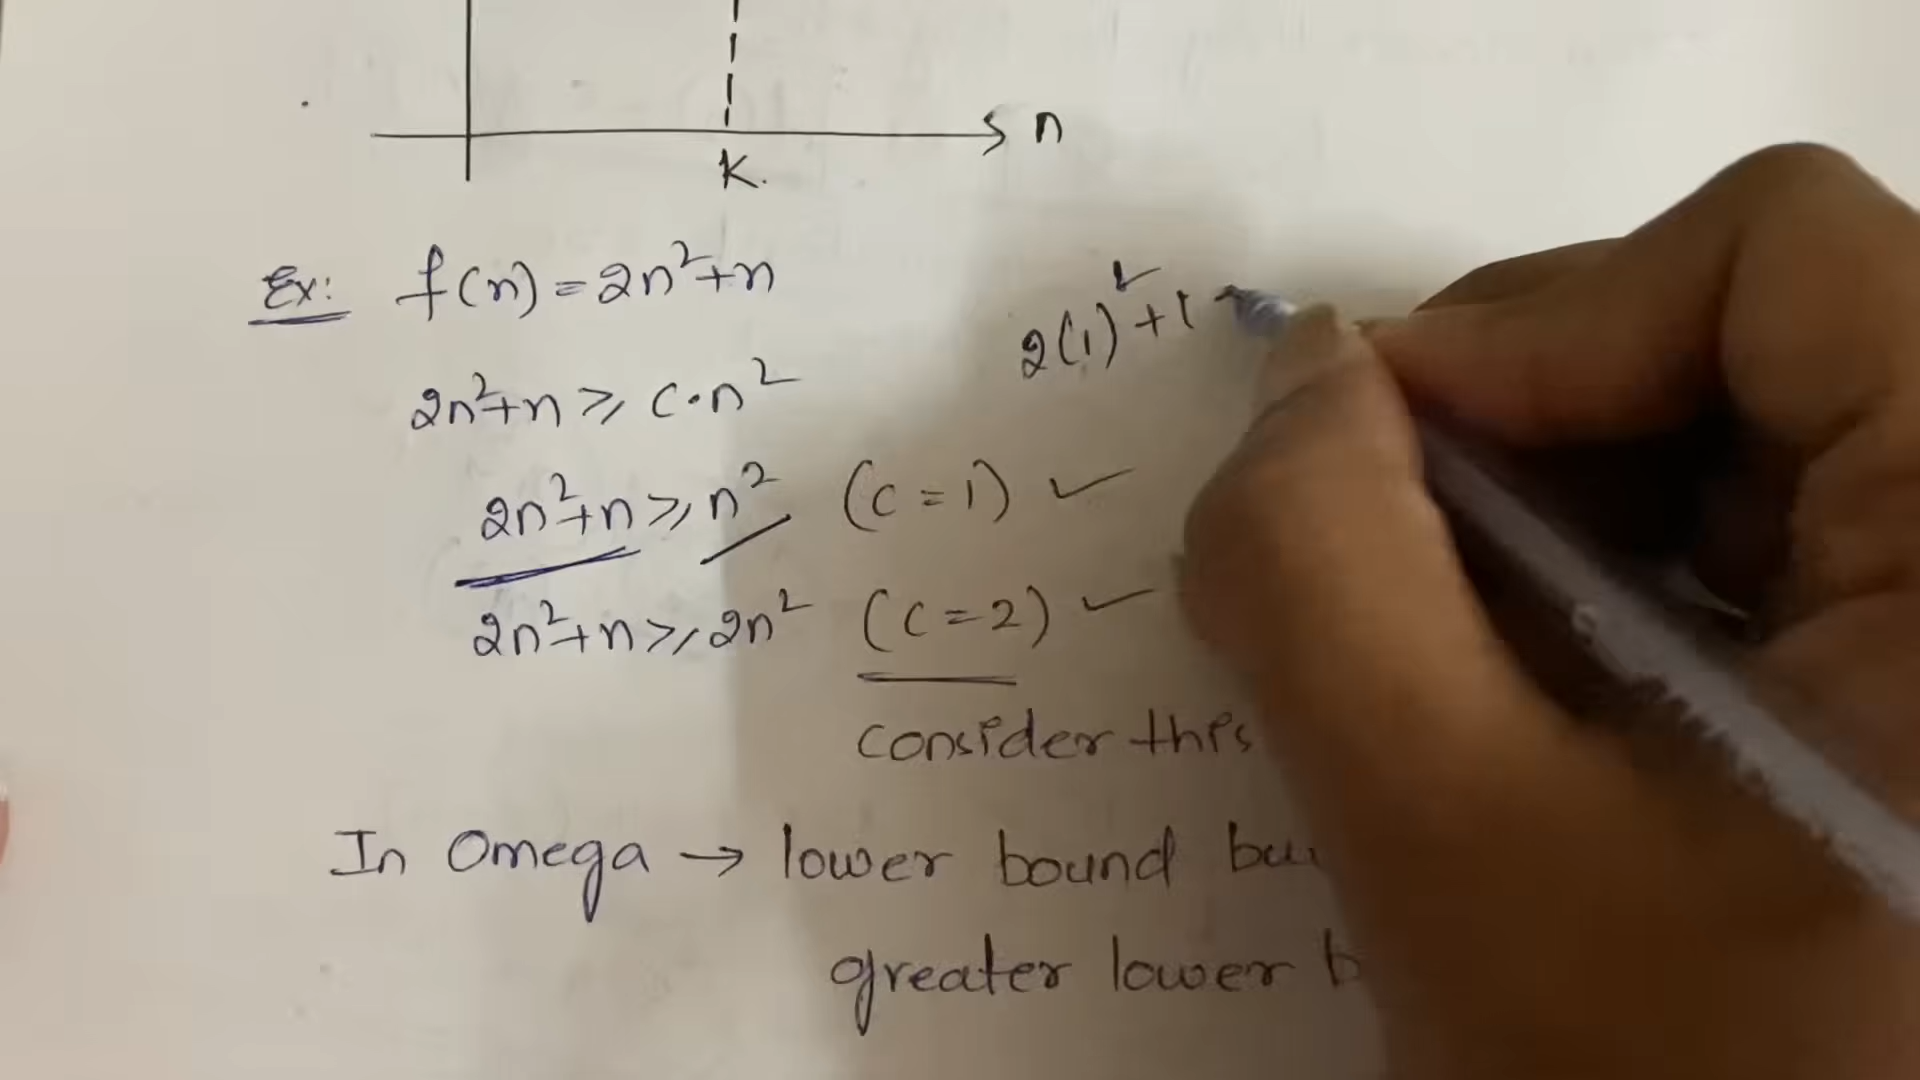 n
K.
Ex: f(n) = 2n²+n
2(1)² + 1
2n²+n ≥ c·n²
2n²+n ≥ n² (c=1) ✓
2n²+n ≥ 2n² (c=2) ✓
consider this
In Omega → lower bound
greater lower